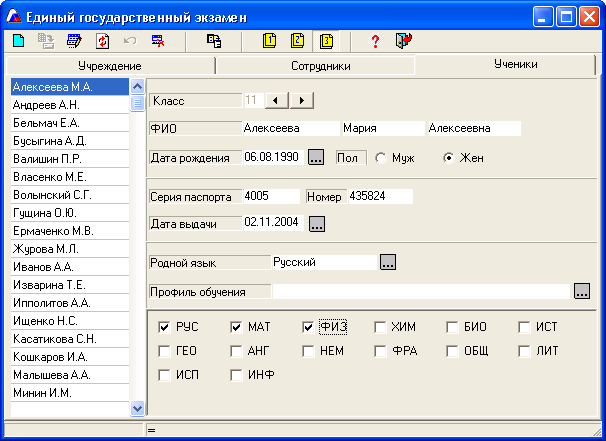 Единый государственный экзамен
1 2 3 ?
Учреждение Сотрудники Ученики
Алексеева М.А.
Андреев А.Н.
Бельмач Е.А.
Бусыгина А.Д.
Валишин П.Р.
Власенко М.Е.
Волынский С.Г.
Гущина О.Ю.
Ермаченко М.В.
Журова М.Л.
Иванов А.А.
Изварина Т.Е.
Ипполитов А.А.
Ищенко Н.С.
Касатикова С.Н.
Кошкаров И.А.
Малышева А.А.
Минин И.М.
Класс 11
ФИО Алексеева Мария Алексеевна
Дата рождения 06.08.1990 ... Пол Муж Жен
Серия паспорта 4005 Номер 435824
Дата выдачи 02.11.2004 ...
Родной язык Русский ...
Профиль обучения ...
РУС МАТ ФИЗ ХИМ БИО ИСТ
ГЕО АНГ НЕМ ФРА ОБЩ ЛИТ
ИСП ИНФ
=